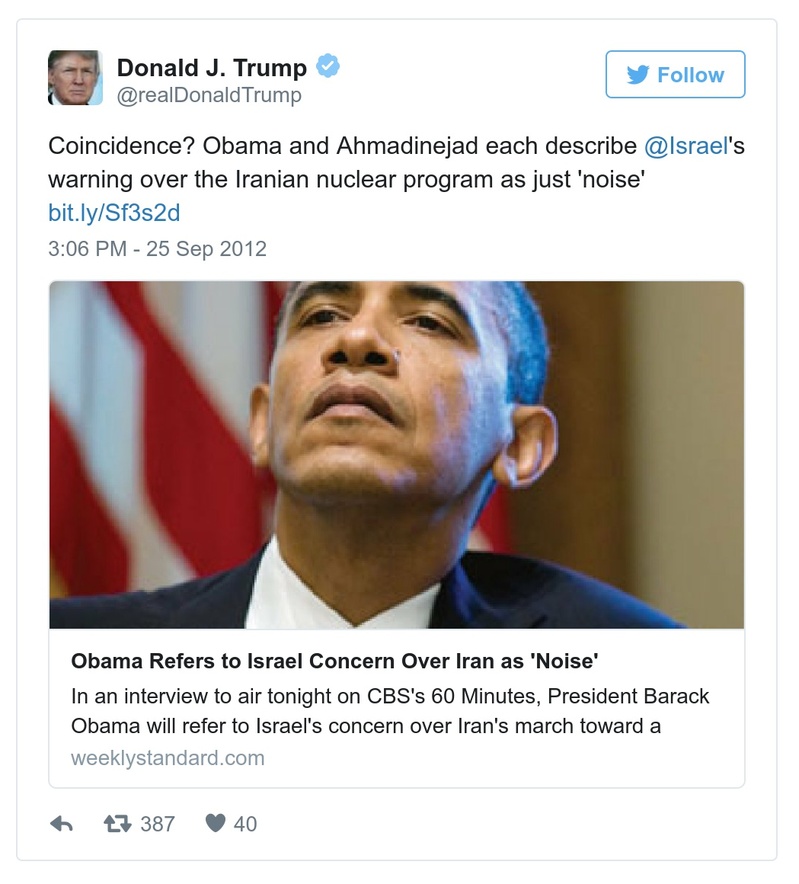 Donald J. Trump
@realDonaldTrump
Follow
Coincidence? Obama and Ahmadinejad each describe @Israel's
warning over the Iranian nuclear program as just 'noise'
bit.ly/Sf3s2d
3:06 PM - 25 Sep 2012
Obama Refers to Israel Concern Over Iran as 'Noise'
In an interview to air tonight on CBS's 60 Minutes, President Barack
Obama will refer to Israel's concern over Iran's march toward a
weeklystandard.com
387 40